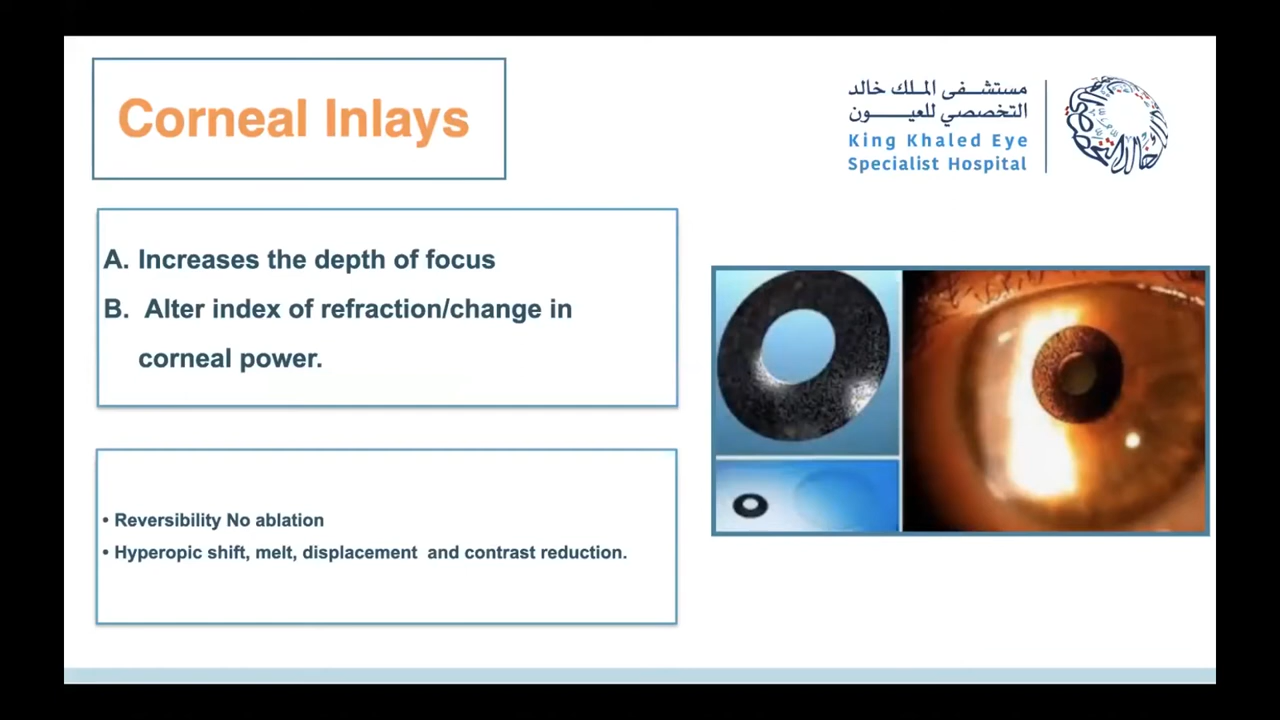 Corneal Inlays
مستشفى الملك خالد
التخصصي للعيون
King Khaled Eye
Specialist Hospital
A. Increases the depth of focus
B. Alter index of refraction/change in
corneal power.
• Reversibility No ablation
• Hyperopic shift, melt, displacement and contrast reduction.